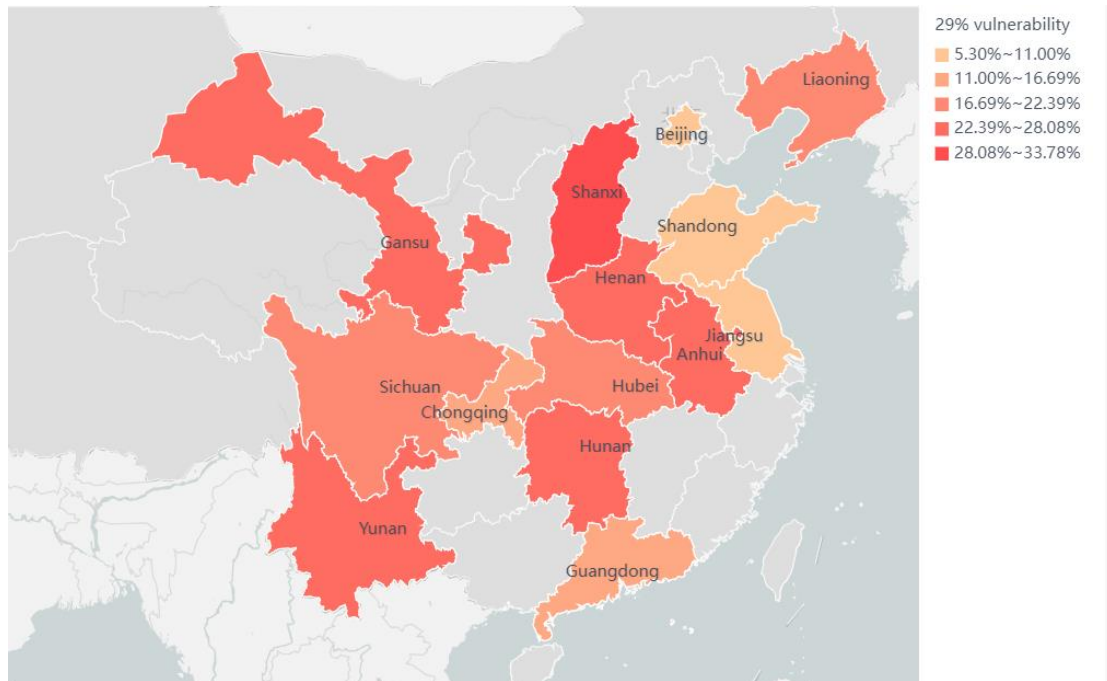 29% vulnerability
5.30%~11.00%
11.00%~16.69%
16.69%~22.39%
22.39%~28.08%
28.08%~33.78%
Liaoning
Beijing
Shanxi
Shandong
Gansu
Henan
Jiangsu
Anhui
Sichuan
Hubei
Chongqing
Hunan
Yunan
Guangdong